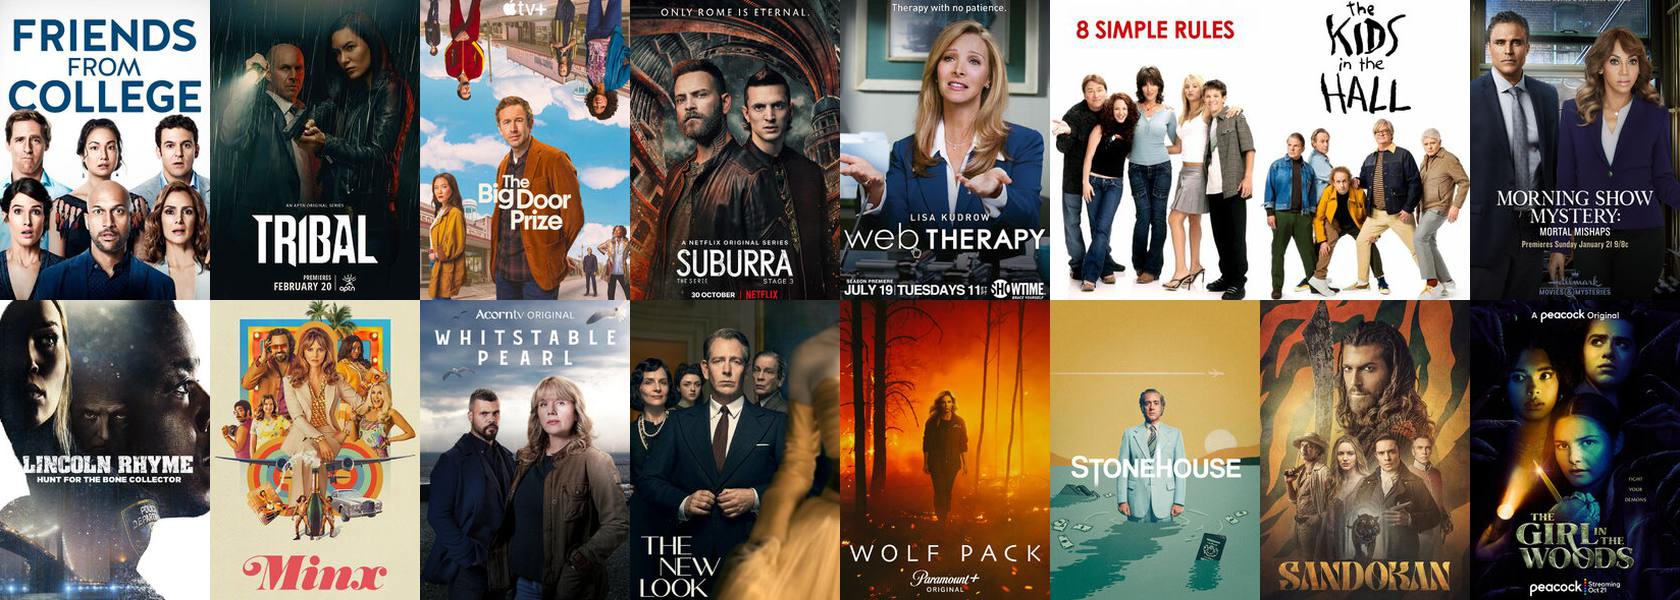 FRIENDS
FROM
COLLEGE
AN APTN ORIGINAL SERIES
TRIBAL
PREMIERES
FEBRUARY 20
aptn
tv+
The
Big Door
Prize
ONLY ROME IS ETERNAL.
A NETFLIX ORIGINAL SERIES
SUBURRA
THE SERIE STAGE 3
30 OCTOBER | NETFLIX
Therapy with no patience.
LISA KUDROW
web THERAPY
SEASON PREMIERE
JULY 19 TUESDAYS 11
SHOWTIME
8 SIMPLE RULES
the
KIDS
in the
HALL
MORNING SHOW
MYSTERY:
MORTAL MISHAPS
Premieres Sunday January 21 9/8c
Hallmark
MOVIES & MYSTERIES
LINCOLN RHYME
HUNT FOR THE BONE COLLECTOR
Minx
Acorntv ORIGINAL
WHITSTABLE
PEARL
THE
NEW
LOOK
WOLF PACK
Paramount+
ORIGINAL
STONEHOUSE
SANDOKAN
A peacock Original
FIGHT
YOUR
DEMONS
THE
GIRL IN
THE
WOODS
peacock Streaming
Oct 21